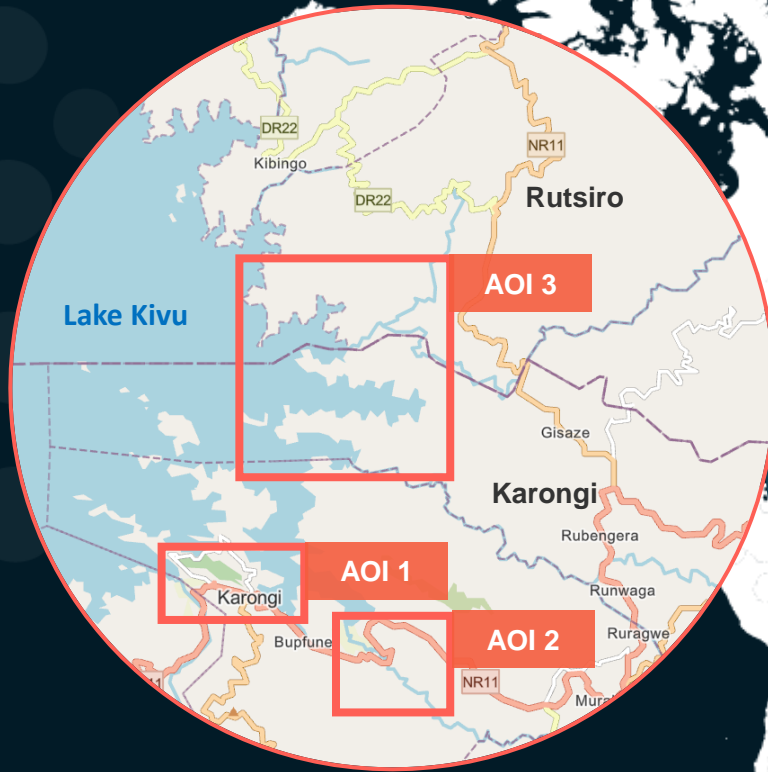 DR22
Kibingo
NR11
DR22
Rutsiro
AOI 3
Lake Kivu
Gisaze
Karongi
Rubengera
AOI 1
Karongi
Runwaga
Bupfune
AOI 2
Ruragwe
NR11